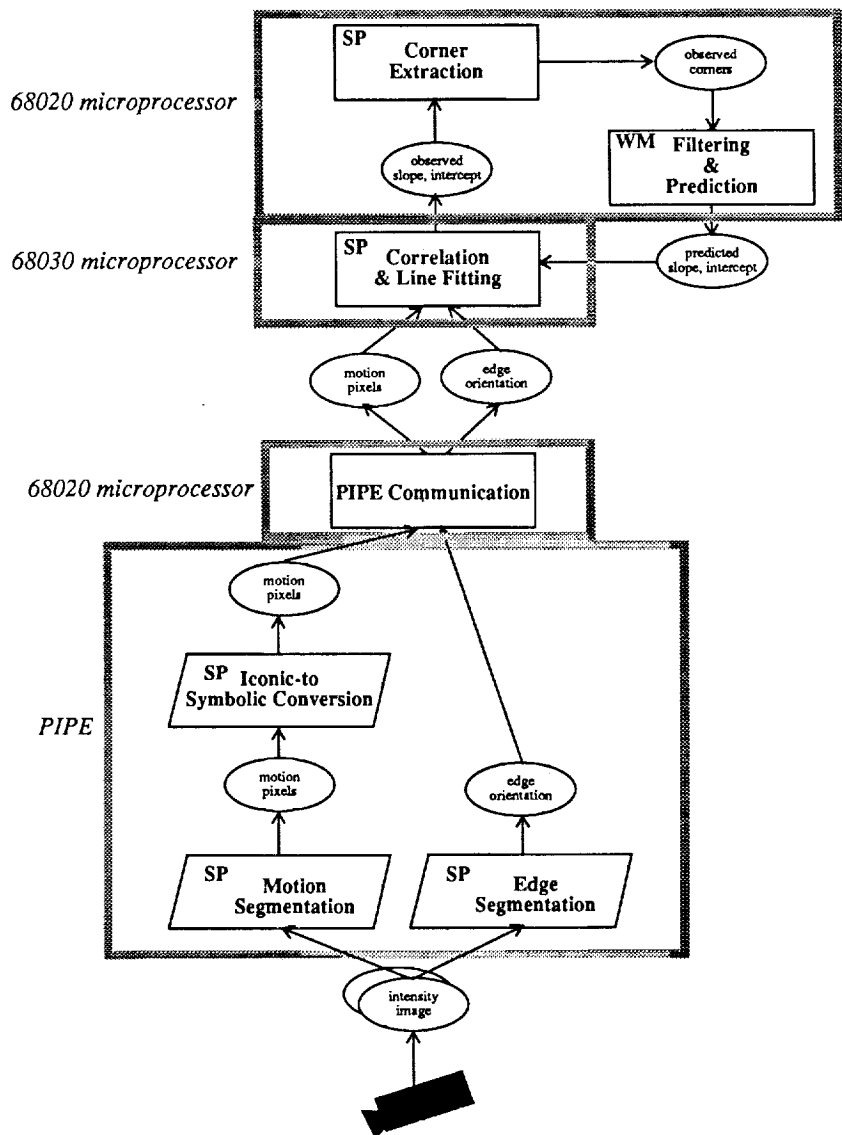 SP Corner
Extraction
observed
corners
68020 microprocessor
observed
slope, intercept
WM Filtering
&
Prediction
68030 microprocessor
SP Correlation
& Line Fitting
predicted
slope, intercept
motion
pixels
edge
orientation
68020 microprocessor
PIPE Communication
motion
pixels
SP Iconic-to
Symbolic Conversion
PIPE
motion
pixels
edge
orientation
SP Motion
Segmentation
SP Edge
Segmentation
intensity
image